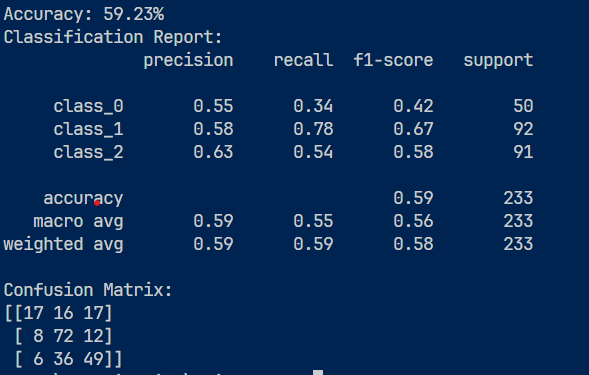 Accuracy: 59.23%
Classification Report:
precision recall f1-score support
class_0 0.55 0.34 0.42 50
class_1 0.58 0.78 0.67 92
class_2 0.63 0.54 0.58 91
accuracy 0.59 233
macro avg 0.59 0.55 0.56 233
weighted avg 0.59 0.59 0.58 233
Confusion Matrix:
[[17 16 17]
[ 8 72 12]
[ 6 36 49]]